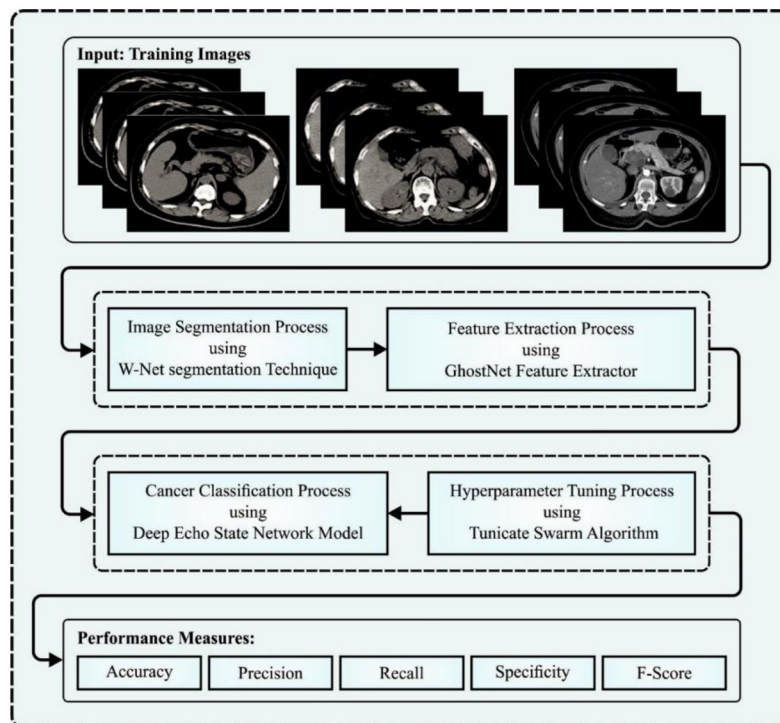 Input: Training Images
Image Segmentation Process
using
W-Net segmentation Technique
Feature Extraction Process
using
GhostNet Feature Extractor
Cancer Classification Process
using
Deep Echo State Network Model
Hyperparameter Tuning Process
using
Tunicate Swarm Algorithm
Performance Measures:
Accuracy
Precision
Recall
Specificity
F-Score